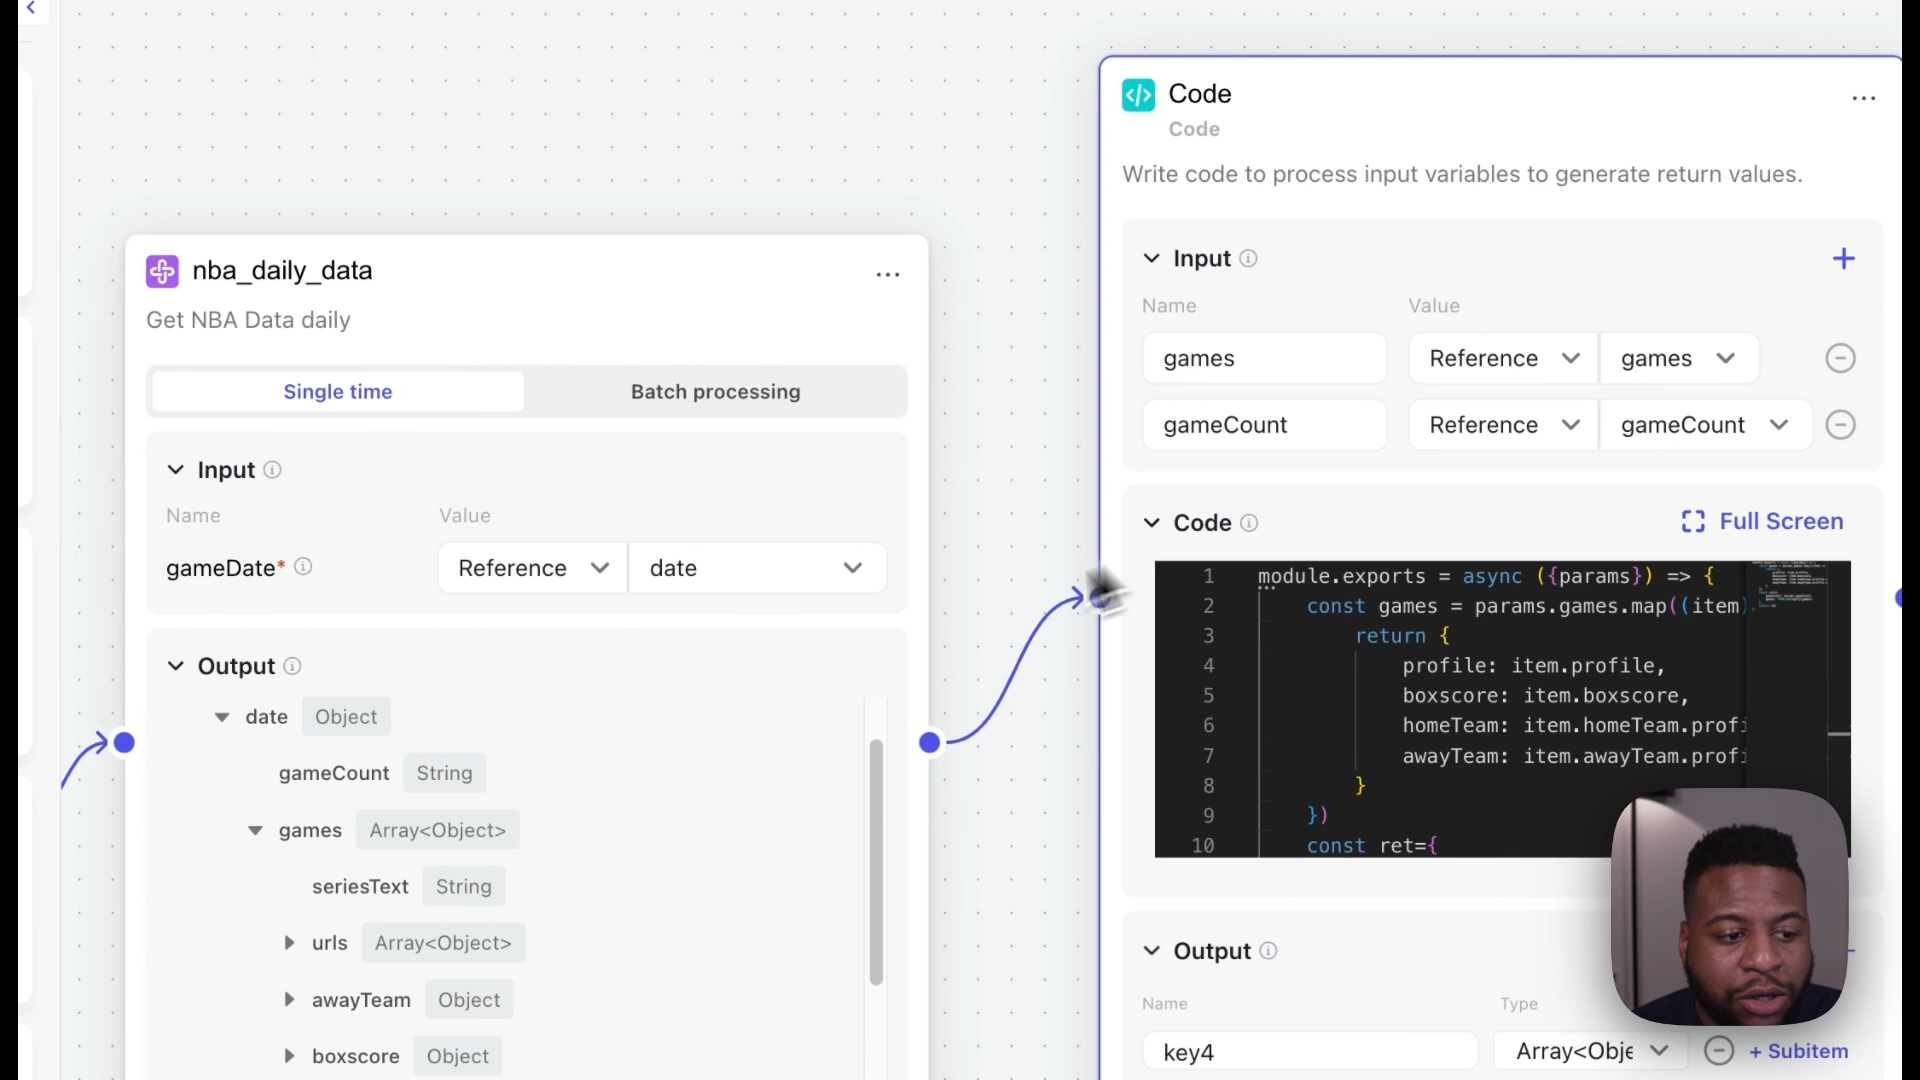 nba_daily_data
Get NBA Data daily
Single time
Batch processing
Input
Name Value
gameDate* Reference date
Output
date Object
gameCount String
games Array<Object>
seriesText String
urls Array<Object>
awayTeam Object
boxscore Object
Code
Code
Write code to process input variables to generate return values.
Input
Name Value
games Reference games
gameCount Reference gameCount
Code Full Screen
1 module.exports = async ({params}) => {
2 const games = params.games.map((item)
3 return {
4 profile: item.profile,
5 boxscore: item.boxscore,
6 homeTeam: item.homeTeam.profi
7 awayTeam: item.awayTeam.profi
8 }
9 })
10 const ret={
Output
Name Type
key4 Array<Obje + Subitem